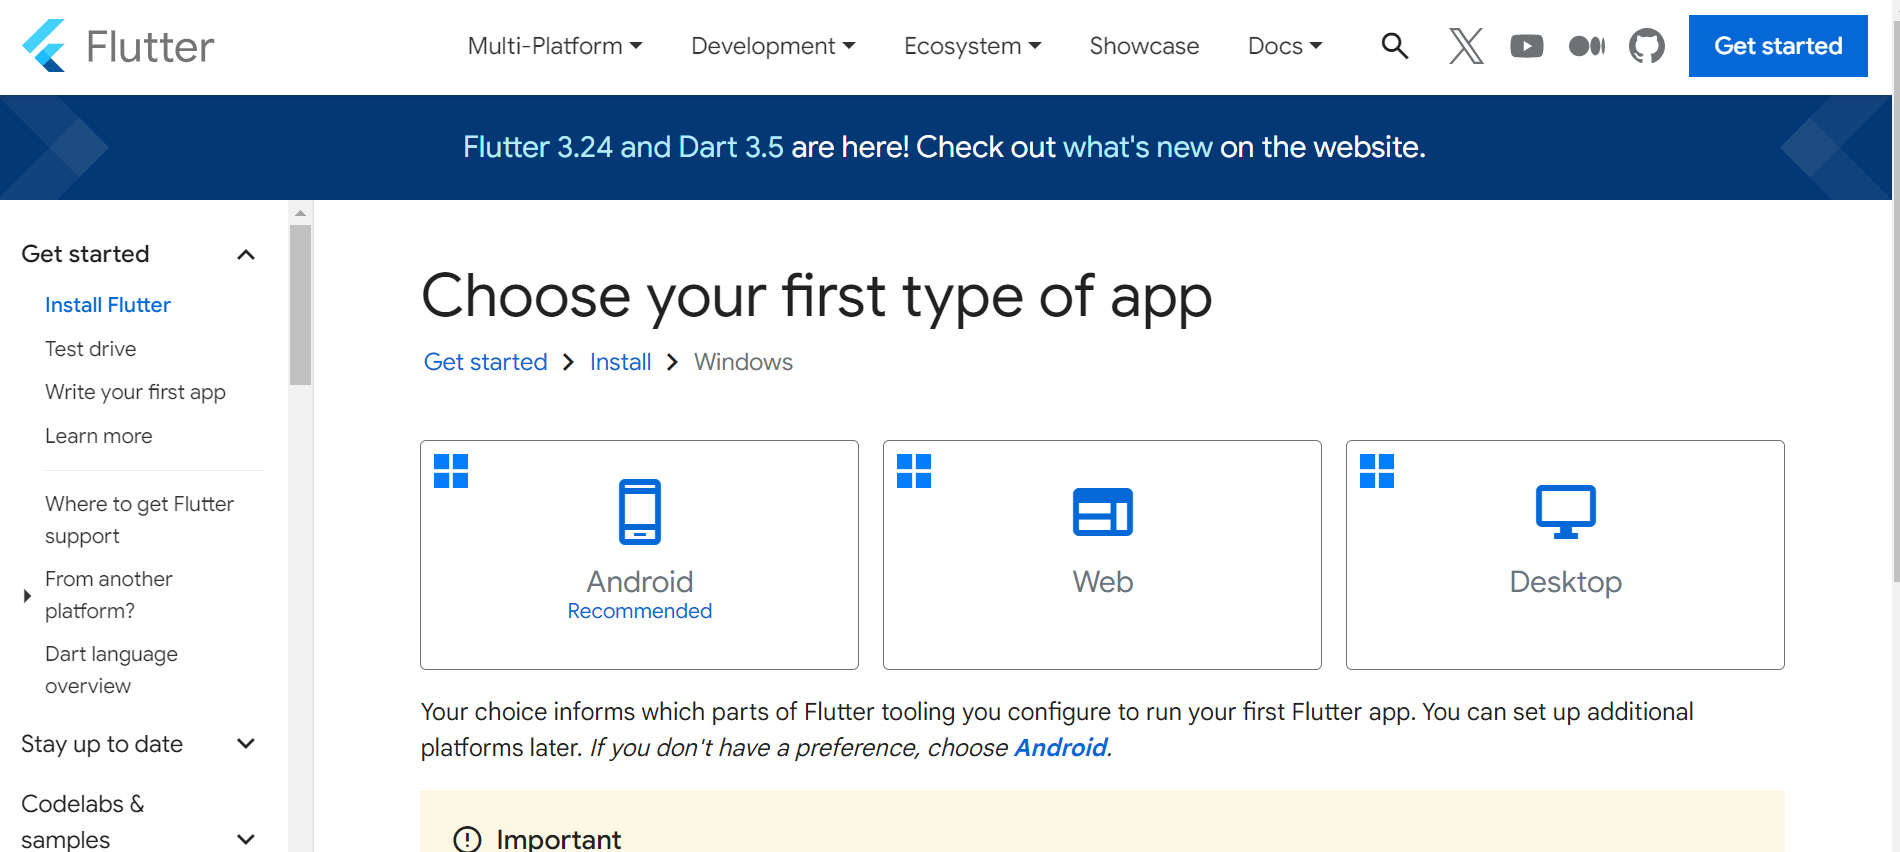 Flutter
Multi-Platform
Development
Ecosystem
Showcase
Docs
Get started
Flutter 3.24 and Dart 3.5 are here! Check out what's new on the website.
Get started
Install Flutter
Test drive
Write your first app
Learn more
Where to get Flutter
support
From another
platform?
Dart language
overview
Stay up to date
Codelabs &
samples
Choose your first type of app
Get started
Install
Windows
Android
Recommended
Web
Desktop
Your choice informs which parts of Flutter tooling you configure to run your first Flutter app. You can set up additional
platforms later. If you don't have a preference, choose Android.
Important